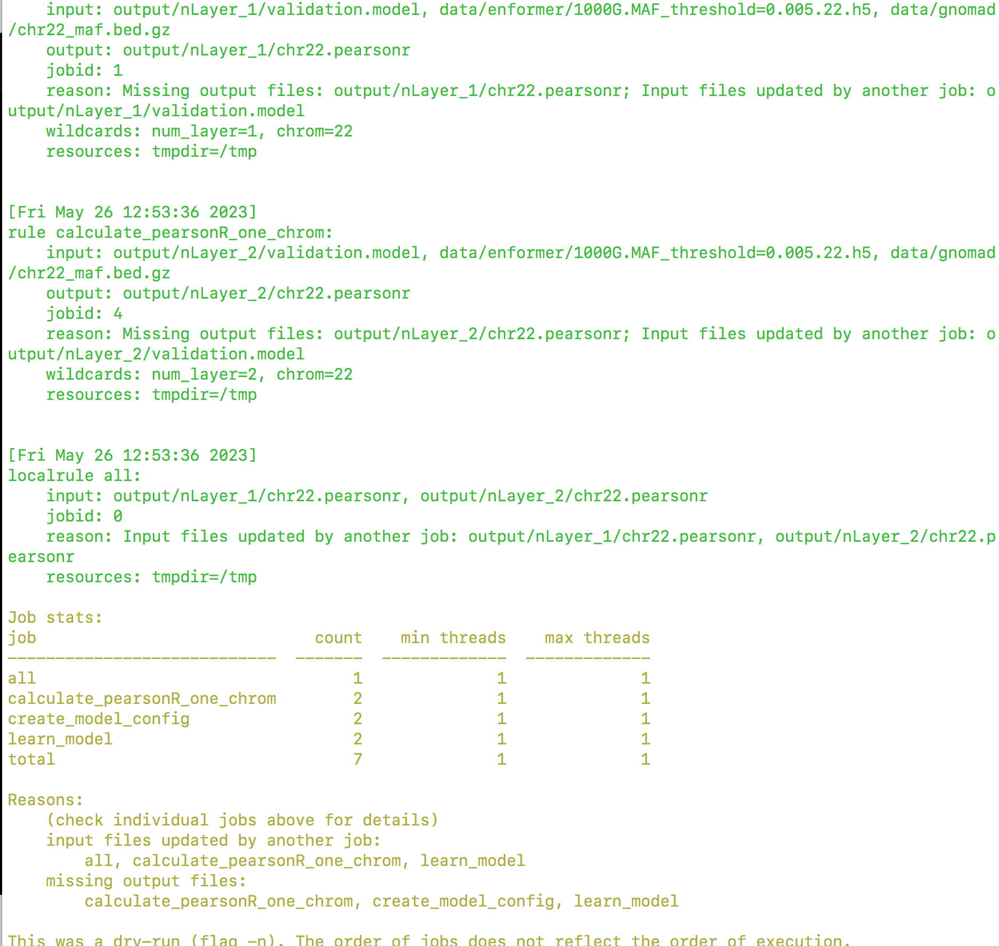 input: output/nLayer_1/validation.model, data/enformer/1000G.MAF_threshold=0.005.22.h5, data/gnomad
/chr22_maf.bed.gz
    output: output/nLayer_1/chr22.pearsonr
    jobid: 1
    reason: Missing output files: output/nLayer_1/chr22.pearsonr; Input files updated by another job: o
utput/nLayer_1/validation.model
    wildcards: num_layer=1, chrom=22
    resources: tmpdir=/tmp
[Fri May 26 12:53:36 2023]
rule calculate_pearsonR_one_chrom:
    input: output/nLayer_2/validation.model, data/enformer/1000G.MAF_threshold=0.005.22.h5, data/gnomad
/chr22_maf.bed.gz
    output: output/nLayer_2/chr22.pearsonr
    jobid: 4
    reason: Missing output files: output/nLayer_2/chr22.pearsonr; Input files updated by another job: o
utput/nLayer_2/validation.model
    wildcards: num_layer=2, chrom=22
    resources: tmpdir=/tmp
[Fri May 26 12:53:36 2023]
localrule all:
    input: output/nLayer_1/chr22.pearsonr, output/nLayer_2/chr22.pearsonr
    jobid: 0
    reason: Input files updated by another job: output/nLayer_1/chr22.pearsonr, output/nLayer_2/chr22.p
earsonr
    resources: tmpdir=/tmp
Job stats:
job                             count    min threads    max threads
----------------------------  -------  -------------  -------------
all                                 1              1              1
calculate_pearsonR_one_chrom        2              1              1
create_model_config                 2              1              1
learn_model                         2              1              1
total                               7              1              1
Reasons:
    (check individual jobs above for details)
    input files updated by another job:
        all, calculate_pearsonR_one_chrom, learn_model
    missing output files:
        calculate_pearsonR_one_chrom, create_model_config, learn_model
This was a dry-run (flag -n). The order of jobs does not reflect the order of execution.